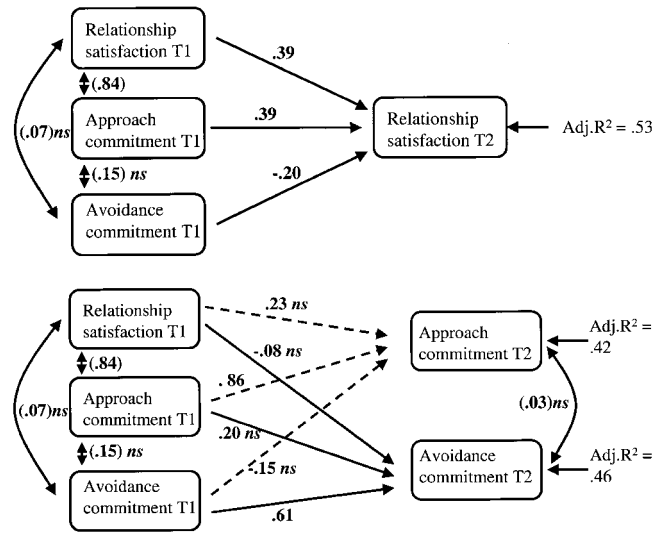 Relationship
satisfaction T1
.39
(.84)
(.07)ns
Approach
commitment T1
.39
Relationship
satisfaction T2
Adj.R² = .53
(.15) ns
-.20
Avoidance
commitment T1
Relationship
satisfaction T1
.23 ns
Approach
commitment T2
Adj.R² =
.42
-.08 ns
(.84)
.86
(.07)ns
Approach
commitment T1
(.03)ns
.20 ns
(.15) ns
-.15 ns
Avoidance
commitment T2
Adj.R² =
.46
Avoidance
commitment T1
.61